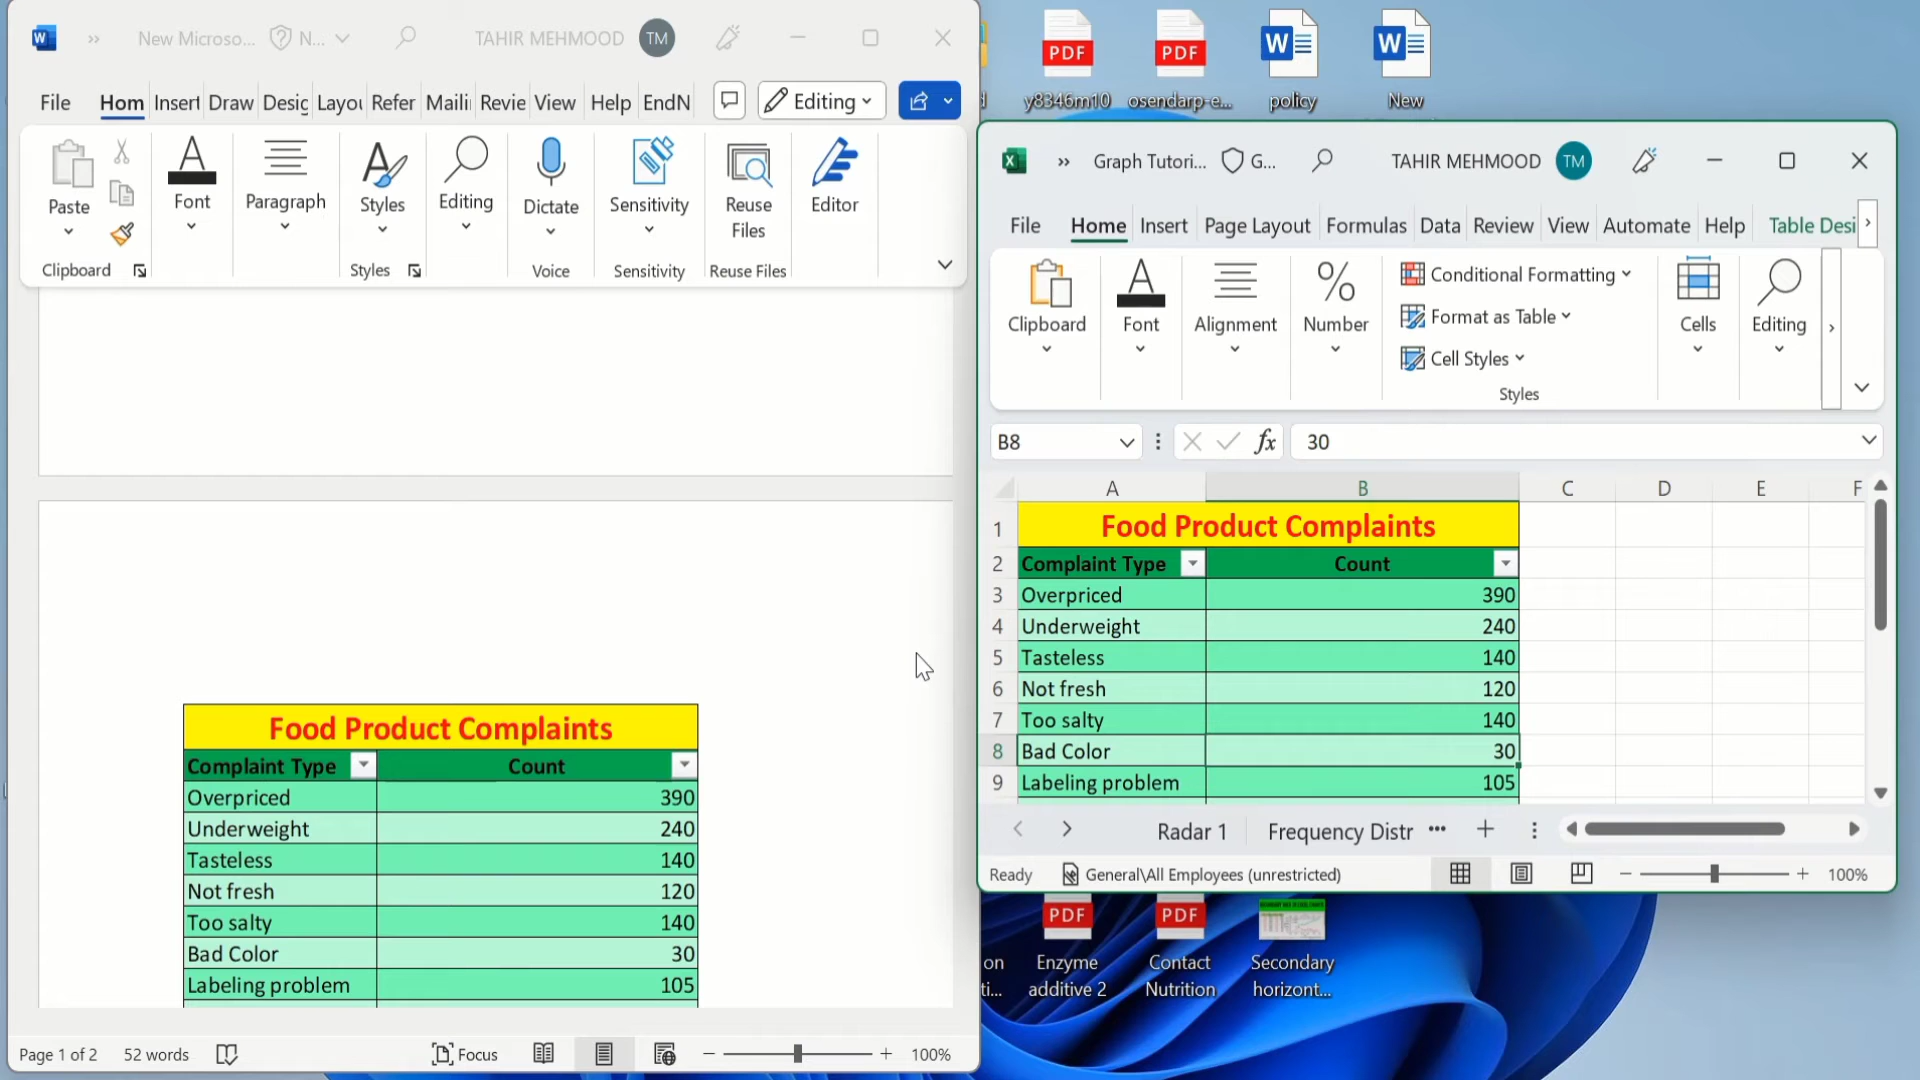 New Microso... N...
TAHIR MEHMOOD TM
File Hom Insert Draw Desig Layou Refer Mailin Revie View Help EndN
Editing
Paste
Font
Paragraph
Styles
Editing
Dictate
Sensitivity
Reuse
Files
Editor
Clipboard
Styles
Voice
Sensitivity
Reuse Files
Food Product Complaints
Complaint Type Count
Overpriced 390
Underweight 240
Tasteless 140
Not fresh 120
Too salty 140
Bad Color 30
Labeling problem 105
Page 1 of 2 52 words Focus 100%
PDF PDF W W
y8346m10 osendarp-e... policy New
Graph Tutori... G...
TAHIR MEHMOOD TM
File Home Insert Page Layout Formulas Data Review View Automate Help Table Desi
Clipboard
Font
Alignment
Number
Conditional Formatting
Format as Table
Cell Styles
Styles
Cells
Editing
B8 fx 30
A B C D E F
1 Food Product Complaints
2 Complaint Type Count
3 Overpriced 390
4 Underweight 240
5 Tasteless 140
6 Not fresh 120
7 Too salty 140
8 Bad Color 30
9 Labeling problem 105
Radar 1 Frequency Distr ...
Ready General\All Employees (unrestricted) 100%
PDF PDF
on
ti...
Enzyme
additive 2
Contact
Nutrition
Secondary
horizont...